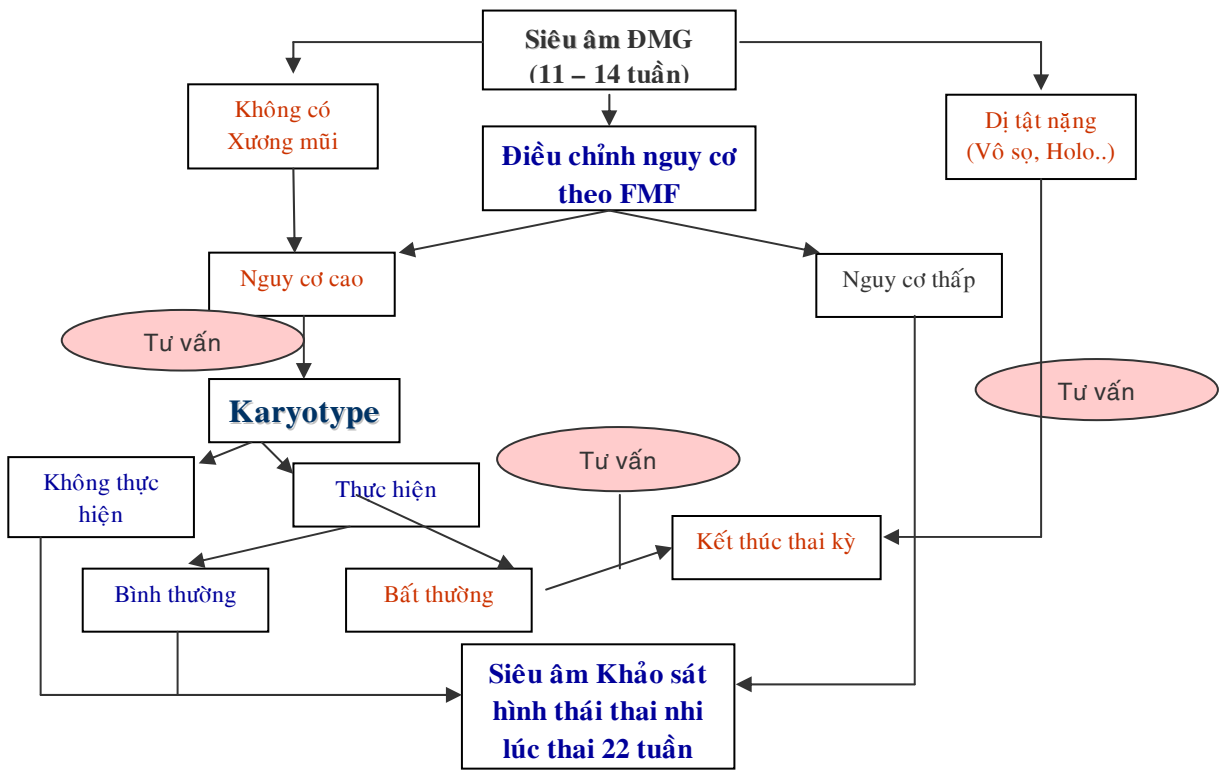 Siêu âm ĐMG
(11 – 14 tuần)
Không có
Xương mũi
Điều chỉnh nguy cơ
theo FMF
Dị tật nặng
(Vô sọ, Holo..)
Nguy cơ cao
Nguy cơ thấp
Tư vấn
Tư vấn
Karyotype
Tư vấn
Không thực
hiện
Thực hiện
Kết thúc thai kỳ
Bình thường
Bất thường
Siêu âm Khảo sát
hình thái thai nhi
lúc thai 22 tuần